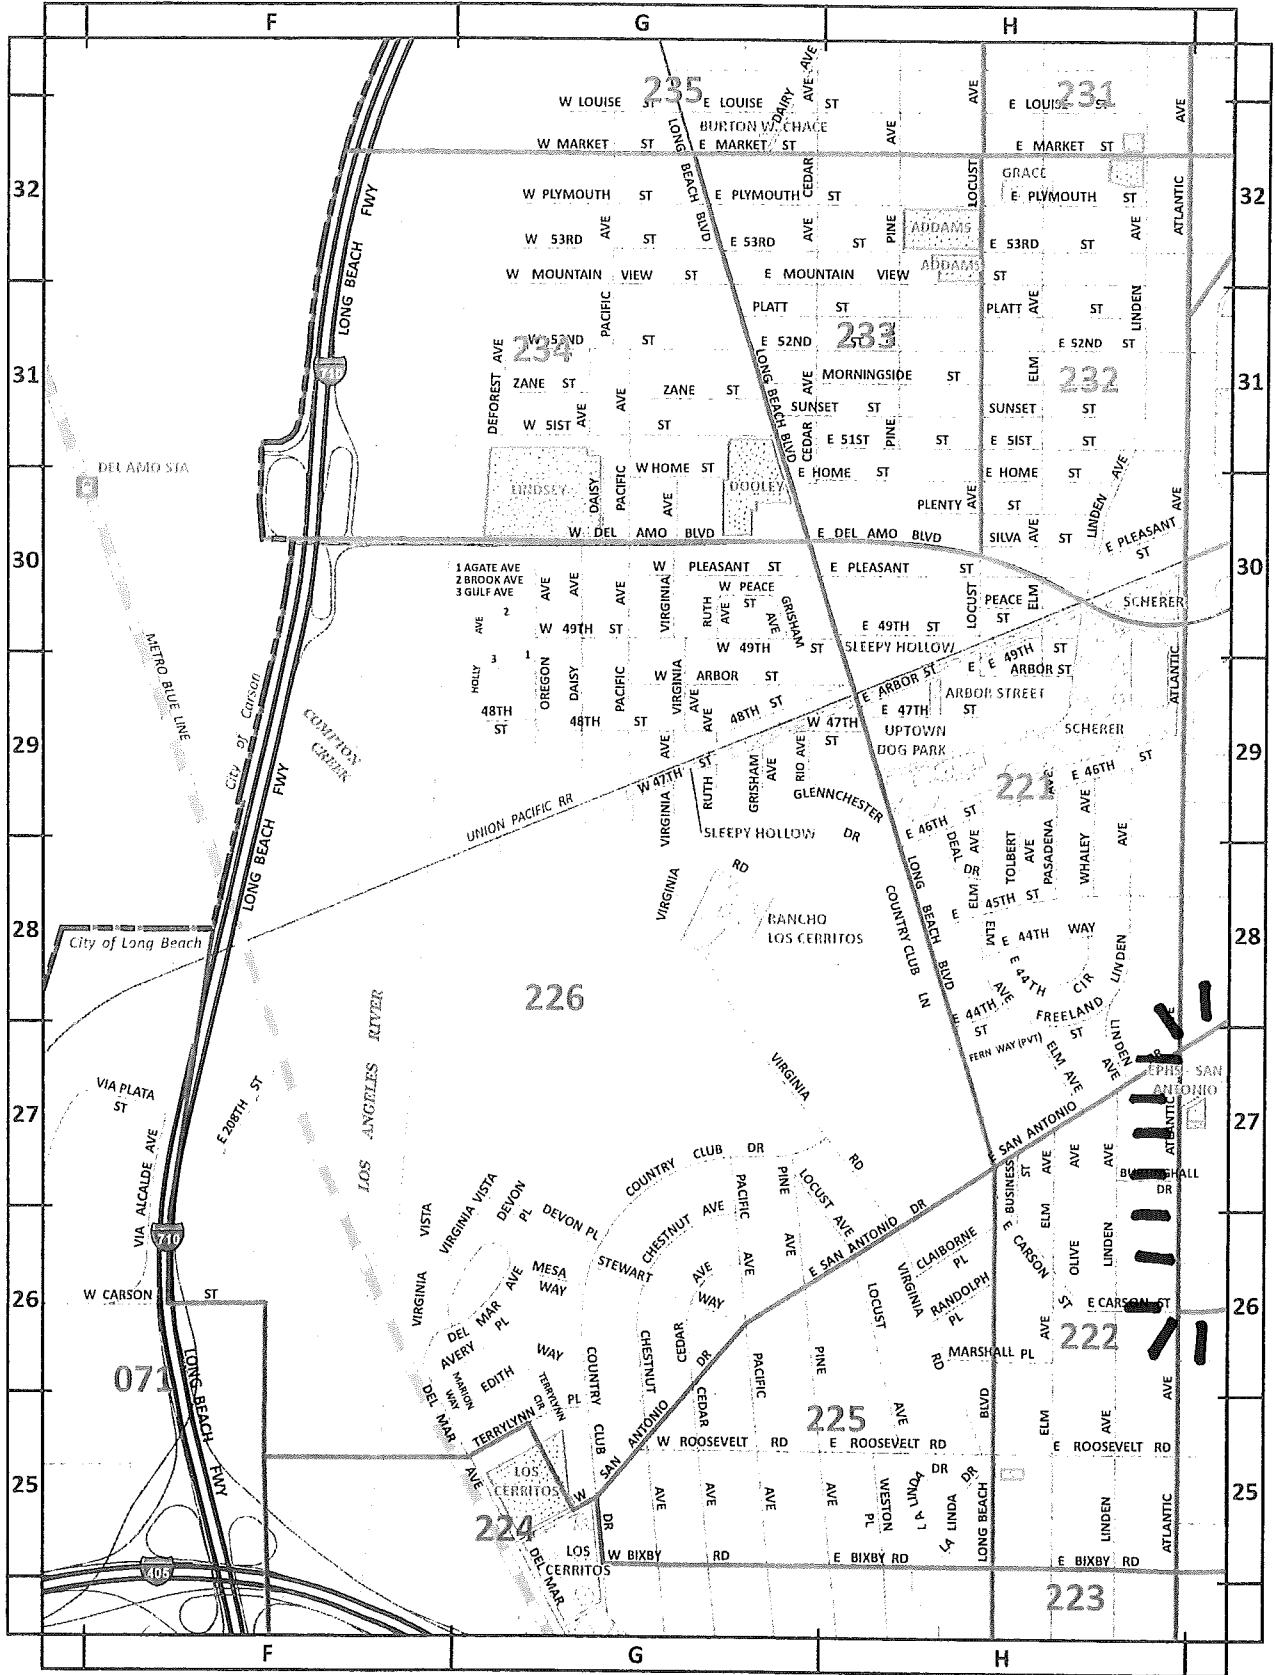 F G H
235
231
W LOUISE ST E LOUISE ST E LOUISE ST
DAIRY AVE
AVE AVE AVE
BURTON W. CHACE
W MARKET ST E MARKET ST E MARKET ST
LONG BEACH BLVD
GRACE
32 32
W PLYMOUTH ST E PLYMOUTH ST E PLYMOUTH ST
CEDAR AVE
PINE AVE
LOCUST AVE
ATLANTIC AVE
ADDAMS
W 53RD ST E 53RD ST E 53RD ST
ADDAMS
W MOUNTAIN VIEW ST E MOUNTAIN VIEW ST
LONG BEACH FWY
PACIFIC AVE
PLATT ST PLATT ST
LINDEN AVE
234
233
W 52ND ST E 52ND ST E 52ND ST
31 31
710
DEFOREST AVE
ZANE ST ZANE ST
MORNINGSIDE ST
232
ELM AVE
LONG BEACH BLVD
SUNSET ST SUNSET ST
W 51ST ST E 51ST ST E 51ST ST
CEDAR AVE
PINE
DEL AMO STA
W HOME ST E HOME ST E HOME ST
LINDSEY
DAISY AVE
PACIFIC AVE
DOOLEY
PLENTY ST
LINDEN AVE
W DEL AMO BLVD E DEL AMO BLVD
SILVA ST
E PLEASANT ST
30 30
1 AGATE AVE
2 BROOK AVE
3 GULF AVE
W PLEASANT ST E PLEASANT ST
W PEACE ST
PEACE ST
SCHERER
VIRGINIA
RUTH AVE
GRISHAM AVE
LOCUST
ELM AVE
2
W 49TH ST E 49TH ST
W 49TH ST
SLEEPY HOLLOW
E 49TH ST
METRO BLUE LINE
City of Carson
3 1
HOLLY AVE
OREGON AVE
DAISY AVE
PACIFIC AVE
VIRGINIA AVE
W ARBOR ST E ARBOR ST
E ARBOR ST
ARBOR STREET
ATLANTIC
48TH ST
48TH ST
48TH ST
W 47TH ST
E 47TH ST
UPTOWN DOG PARK
SCHERER
29 29
COMPTON CREEK
LONG BEACH FWY
W 47TH ST
RUTH AVE
GRISHAM AVE
RIO AVE
221
E 46TH ST
GLENNCHESTER DR
UNION PACIFIC RR
VIRGINIA AVE
SLEEPY HOLLOW
E 46TH ST
DEAL DR
ELM AVE
TOLBERT AVE
PASADENA AVE
WHALEY AVE
AVE
VIRGINIA RD
COUNTRY CLUB LN
LONG BEACH BLVD
E 45TH ST
RANCHO
LOS CERRITOS
28 28
City of Long Beach
E 44TH WAY
E 44TH CIR
LINDEN
226
LOS ANGELES RIVER
ELM AVE
E 44TH ST
FREELAND ST
FERN WAY (PVT)
ELM AVE
LINDEN AVE
VIRGINIA RD
VIA PLATA ST
E 208TH ST
EPHS - SAN ANTONIO
27 27
VIA ALCALDE AVE
E SAN ANTONIO DR
ATLANTIC
COUNTRY CLUB DR
BUSINESS ST
ELM AVE
OLIVE AVE
LINDEN AVE
DR
VIRGINIA VISTA
VISTA
DEVON PL
DEVON PL
CHESTNUT AVE
PACIFIC AVE
PINE AVE
LOCUST AVE
710
E SAN ANTONIO DR
CLAIBORNE PL
E CARSON ST
MESA WAY
STEWART WAY
VIRGINIA RD
RANDOLPH PL
26 26
W CARSON ST E CARSON ST
VIRGINIA
DEL MAR AVE
PL
LOCUST AVE
222
AVERY
WAY
CEDAR AVE
MARSHALL PL
071
LONG BEACH FWY
DEL MAR AVE
MARION WAY
EDITH
TERRYLYNN CIR
TERRYLYNN PL
COUNTRY CLUB DR
CHESTNUT AVE
CEDAR AVE
PACIFIC AVE
PINE AVE
225
W SAN ANTONIO DR
W ROOSEVELT RD E ROOSEVELT RD E ROOSEVELT RD
25 25
LOS CERRITOS
WESTON PL
LA LINDA DR
LA LINDA DR
LONG BEACH BLVD
ELM AVE
LINDEN AVE
ATLANTIC AVE
224
405
LOS CERRITOS
DEL MAR
W BIXBY RD E BIXBY RD E BIXBY RD
223
F G H